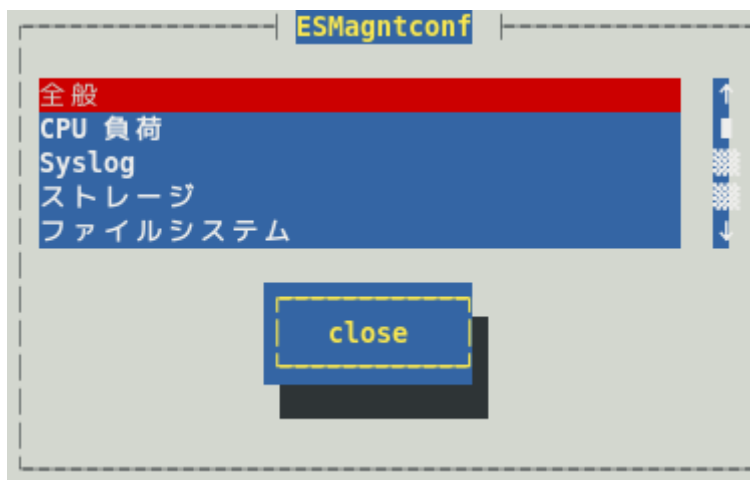 ESMagntconf
全般
CPU 負荷
Syslog
ストレージ
ファイルシステム
close